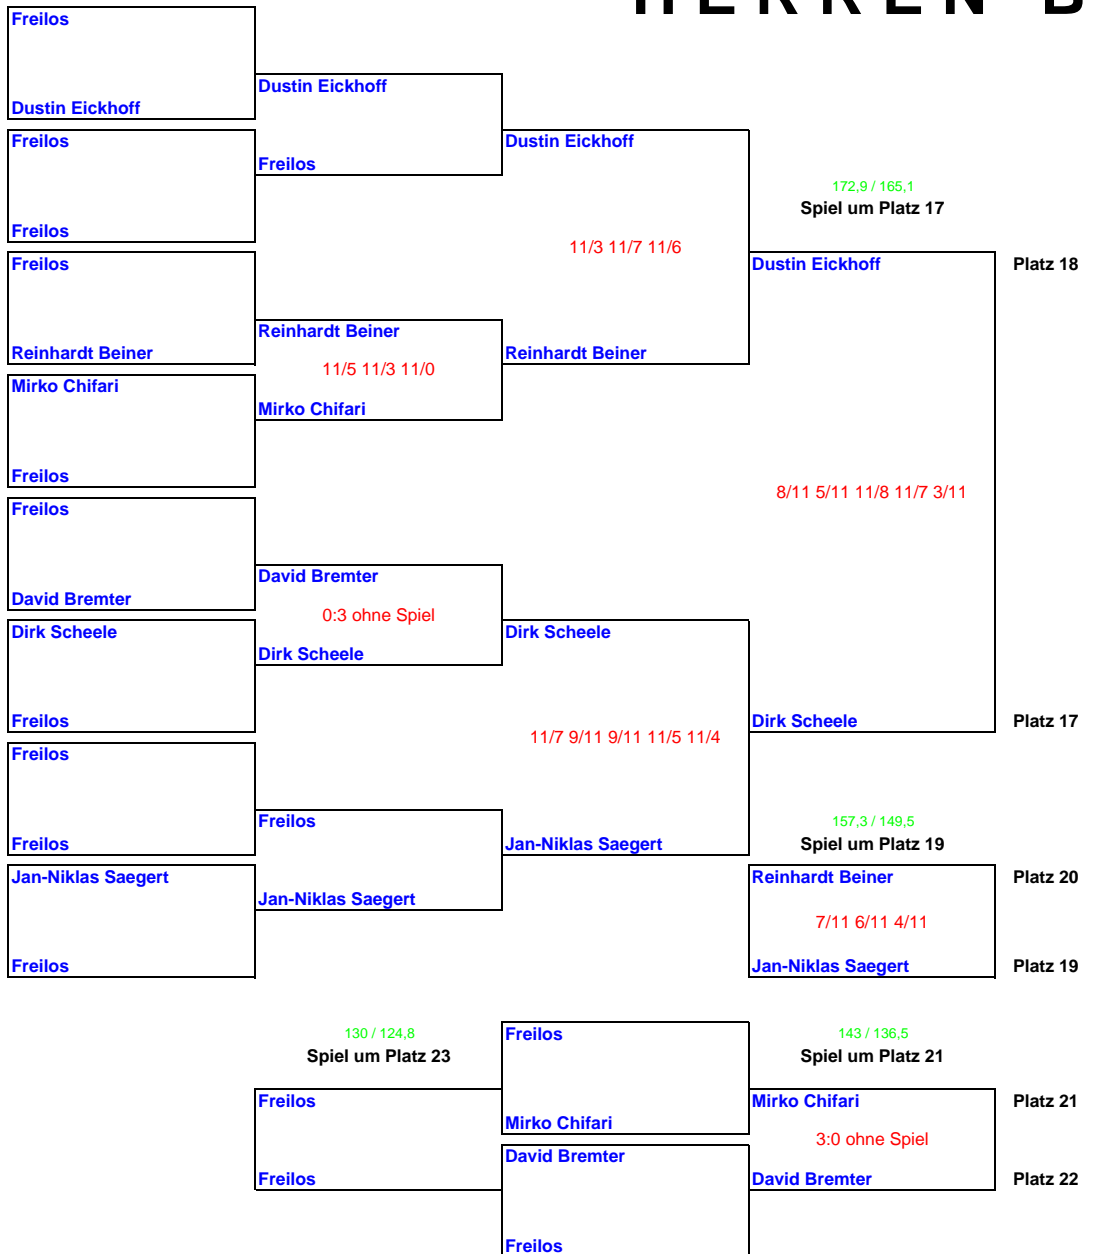 HERREN B
Freilos
Dustin Eickhoff
Dustin Eickhoff
Freilos
Dustin Eickhoff
Freilos
172,9 / 165,1
Spiel um Platz 17
Freilos
11/3 11/7 11/6
Freilos
Dustin Eickhoff
Platz 18
Reinhardt Beiner
Reinhardt Beiner
Reinhardt Beiner
11/5 11/3 11/0
Mirko Chifari
Mirko Chifari
Freilos
8/11 5/11 11/8 11/7 3/11
Freilos
David Bremter
David Bremter
0:3 ohne Spiel
Dirk Scheele
Dirk Scheele
Dirk Scheele
Freilos
Dirk Scheele
Platz 17
11/7 9/11 9/11 11/5 11/4
Freilos
Freilos
157,3 / 149,5
Freilos
Jan-Niklas Saegert
Spiel um Platz 19
Jan-Niklas Saegert
Reinhardt Beiner
Platz 20
Jan-Niklas Saegert
7/11 6/11 4/11
Freilos
Jan-Niklas Saegert
Platz 19
130 / 124,8
Freilos
143 / 136,5
Spiel um Platz 23
Spiel um Platz 21
Freilos
Mirko Chifari
Platz 21
Mirko Chifari
3:0 ohne Spiel
David Bremter
Freilos
David Bremter
Platz 22
Freilos